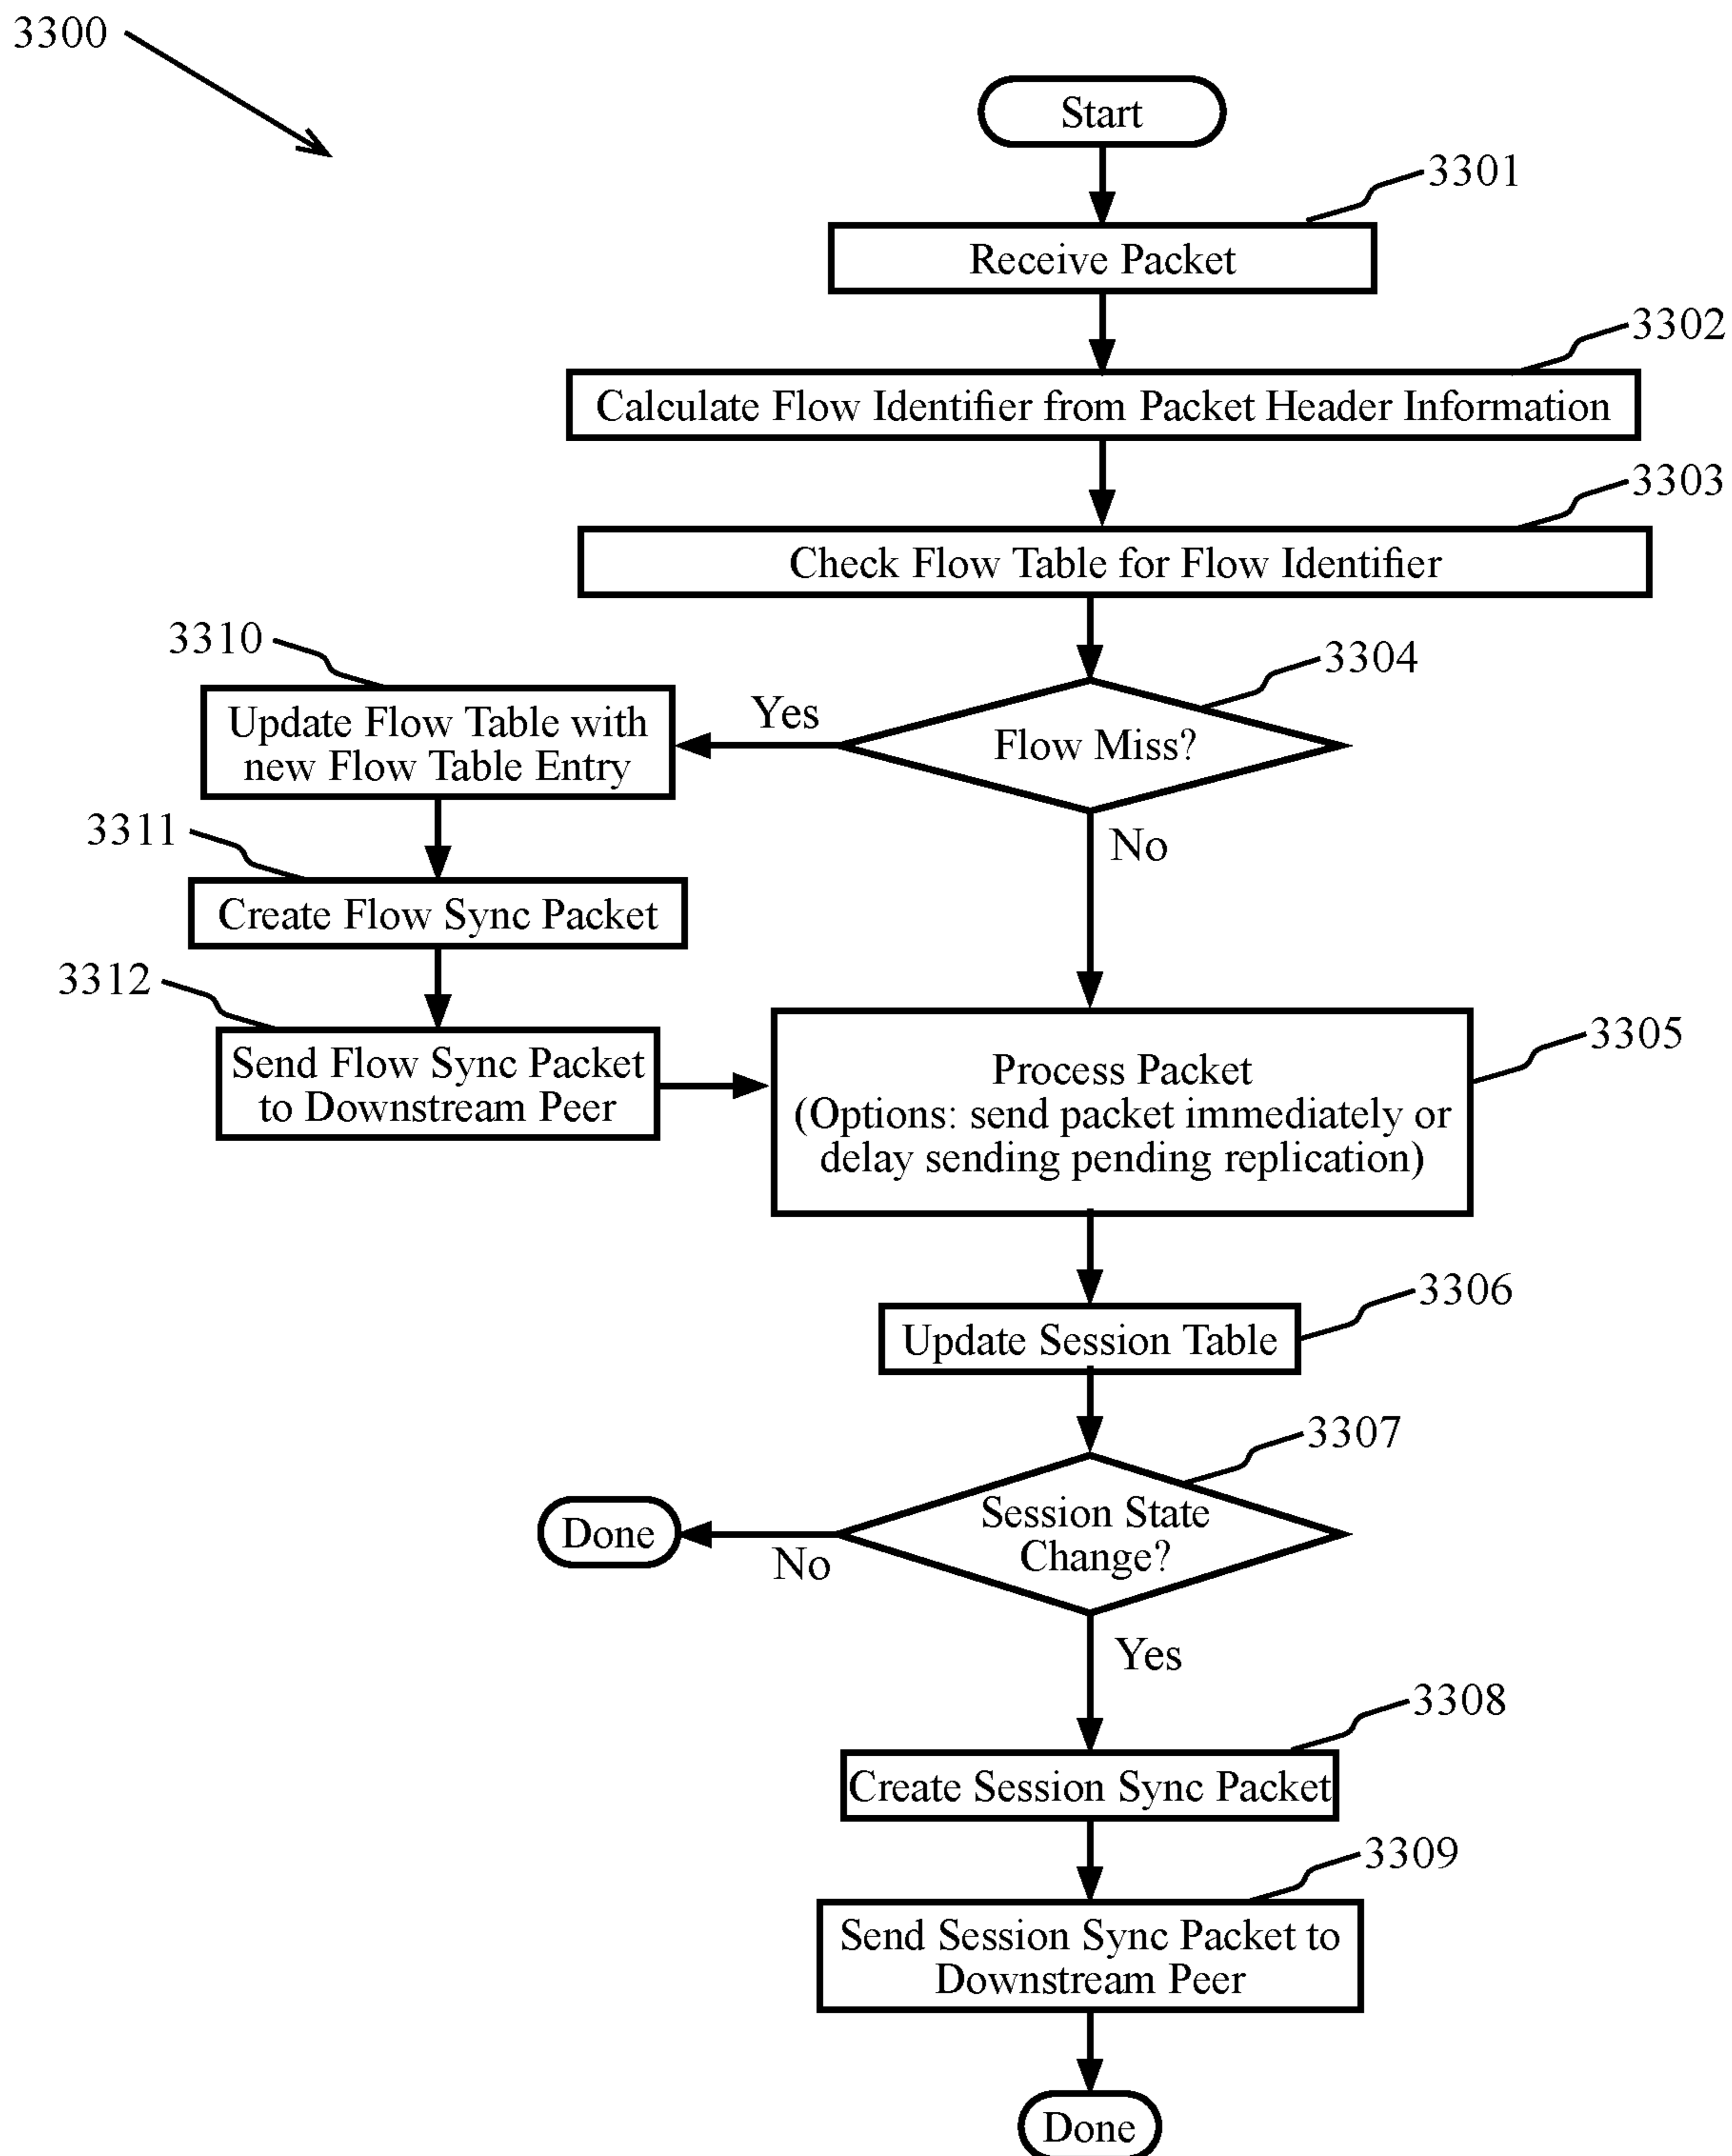 3300
Start
3301
Receive Packet
3302
Calculate Flow Identifier from Packet Header Information
3303
Check Flow Table for Flow Identifier
3304
Flow Miss?
Yes
No
3310
Update Flow Table with
new Flow Table Entry
3311
Create Flow Sync Packet
3312
Send Flow Sync Packet
to Downstream Peer
3305
Process Packet
(Options: send packet immediately or
delay sending pending replication)
3306
Update Session Table
3307
Session State
Change?
No
Done
Yes
3308
Create Session Sync Packet
3309
Send Session Sync Packet to
Downstream Peer
Done